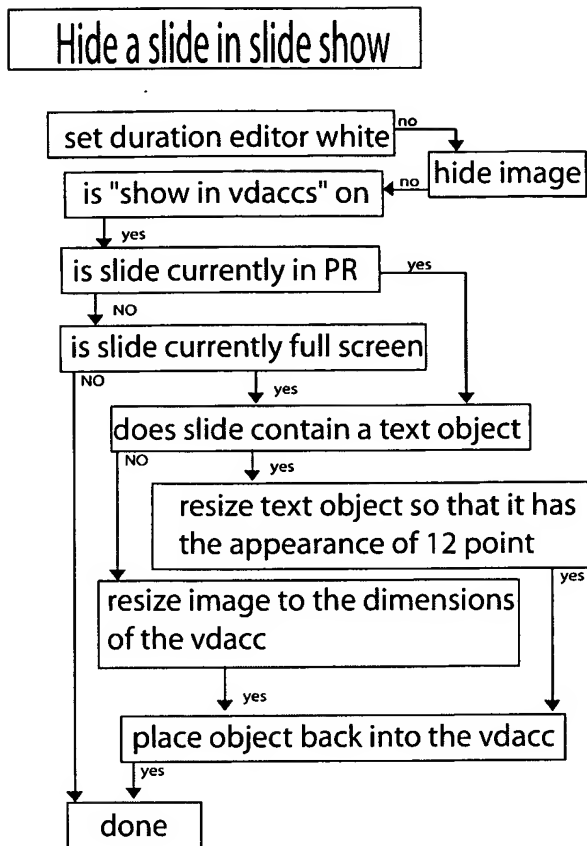 Hide a slide in slide show
set duration editor white
no
hide image
no
is "show in vdaccs" on
yes
is slide currently in PR
yes
NO
is slide currently full screen
NO
yes
does slide contain a text object
NO
yes
resize text object so that it has
the appearance of 12 point
yes
resize image to the dimensions
of the vdacc
yes
place object back into the vdacc
yes
done